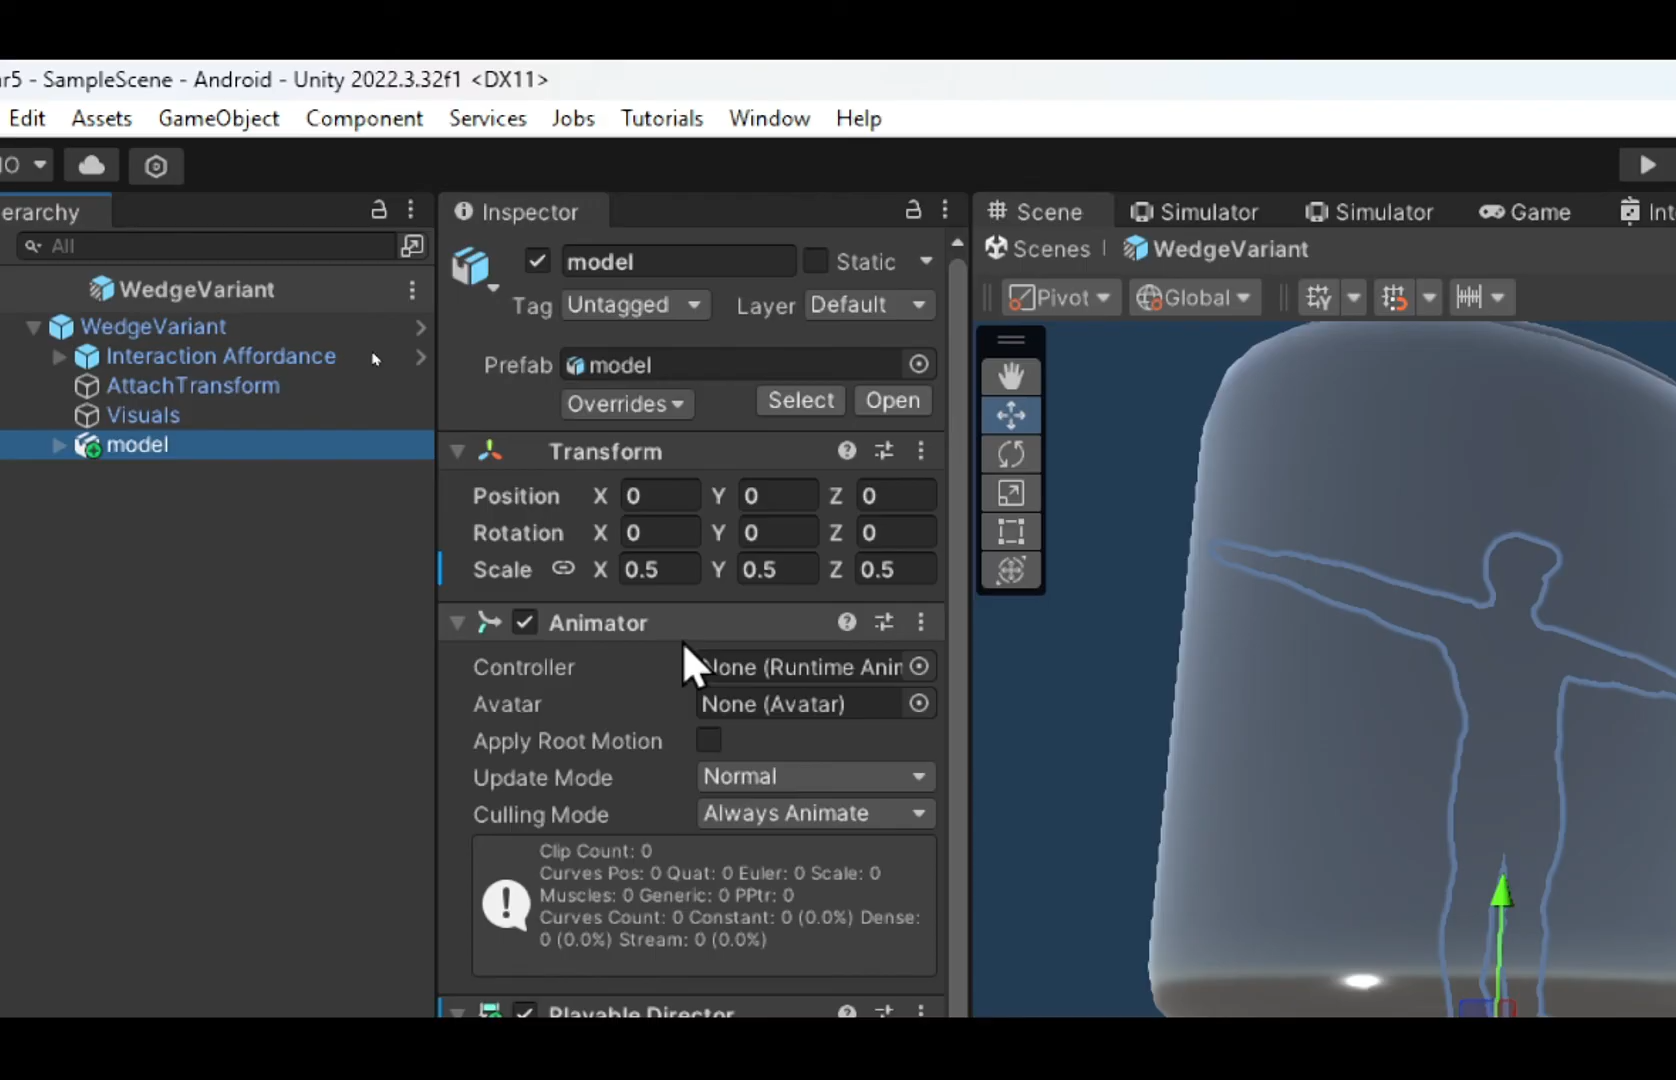 r5 - SampleScene - Android - Unity 2022.3.32f1 <DX11>
Edit Assets GameObject Component Services Jobs Tutorials Window Help
erarchy
All
WedgeVariant
WedgeVariant
Interaction Affordance
AttachTransform
Visuals
model
Inspector
model
Static
Tag Untagged Layer Default
Prefab model
Overrides Select Open
Transform
Position X 0 Y 0 Z 0
Rotation X 0 Y 0 Z 0
Scale X 0.5 Y 0.5 Z 0.5
Animator
Controller None (Runtime Anir
Avatar None (Avatar)
Apply Root Motion
Update Mode Normal
Culling Mode Always Animate
Clip Count: 0
Curves Pos: 0 Quat: 0 Euler: 0 Scale: 0
Muscles: 0 Generic: 0 PPtr: 0
Curves Count: 0 Constant: 0 (0.0%) Dense:
0 (0.0%) Stream: 0 (0.0%)
Playable Director
Scene Simulator Simulator Game Int
Scenes WedgeVariant
Pivot Global